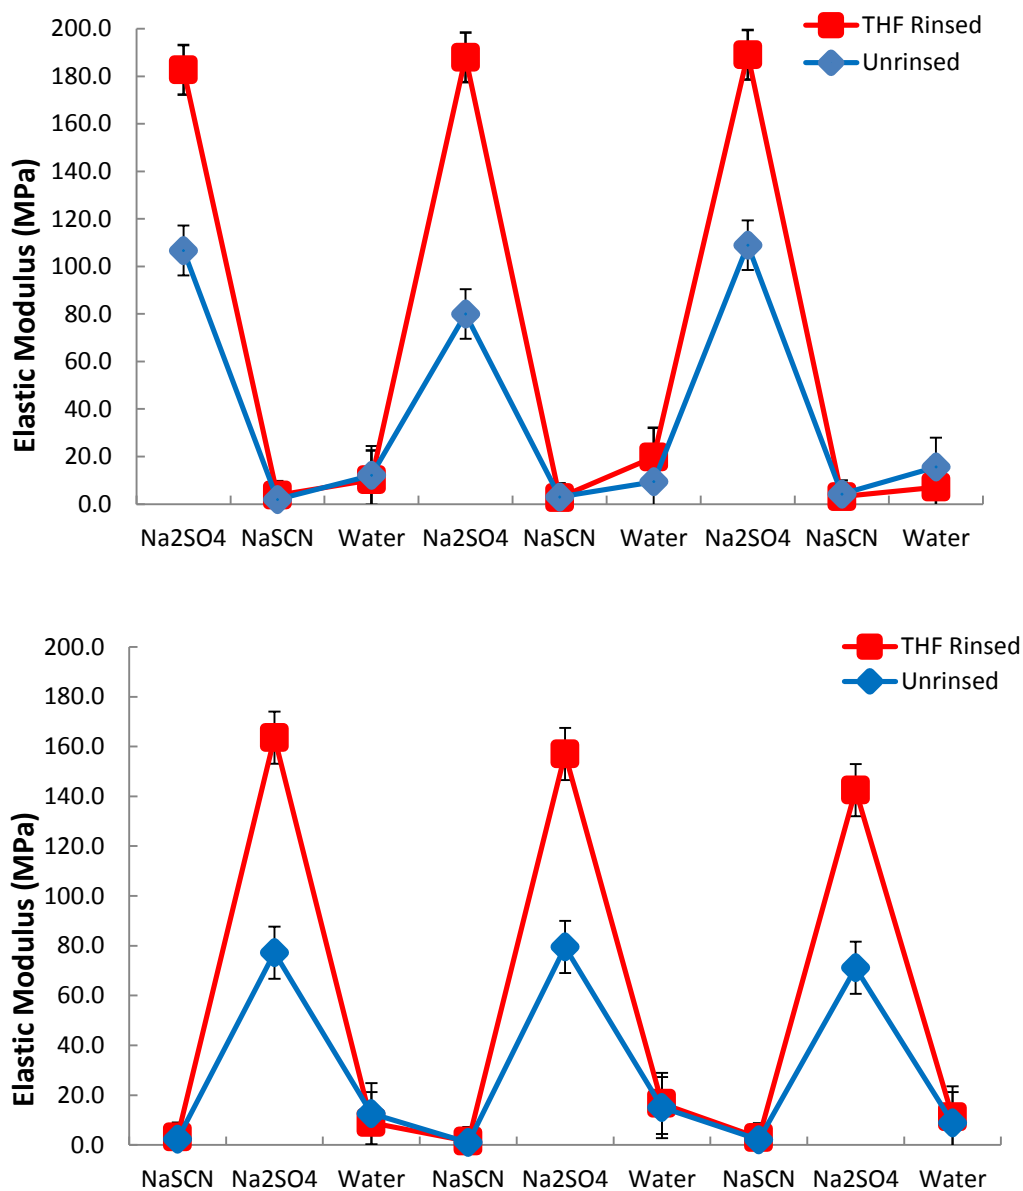 200.0
THF Rinsed
180.0
Unrinsed
160.0
140.0
120.0
100.0
80.0
60.0
40.0
20.0
0.0
Elastic Modulus (MPa)
Na2SO4 NaSCN Water Na2SO4 NaSCN Water Na2SO4 NaSCN Water
200.0
THF Rinsed
180.0
Unrinsed
160.0
140.0
120.0
100.0
80.0
60.0
40.0
20.0
0.0
Elastic Modulus (MPa)
NaSCN Na2SO4 Water NaSCN Na2SO4 Water NaSCN Na2SO4 Water